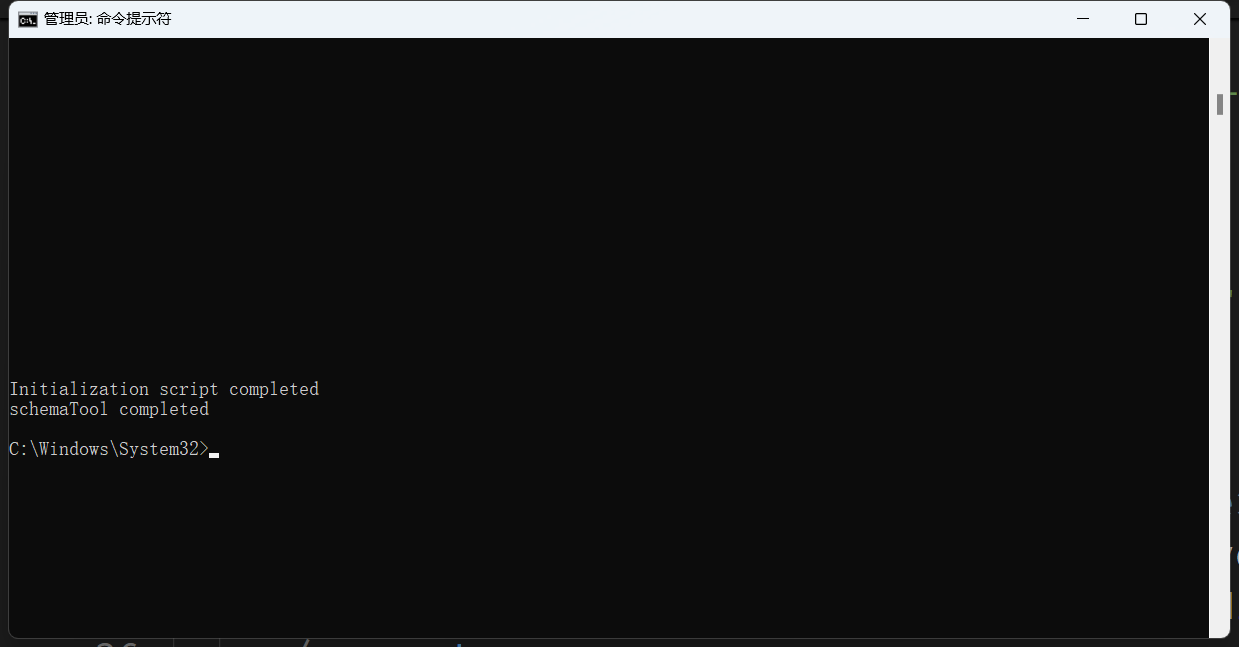 管理员: 命令提示符
Initialization script completed
schemaTool completed
C:\Windows\System32>